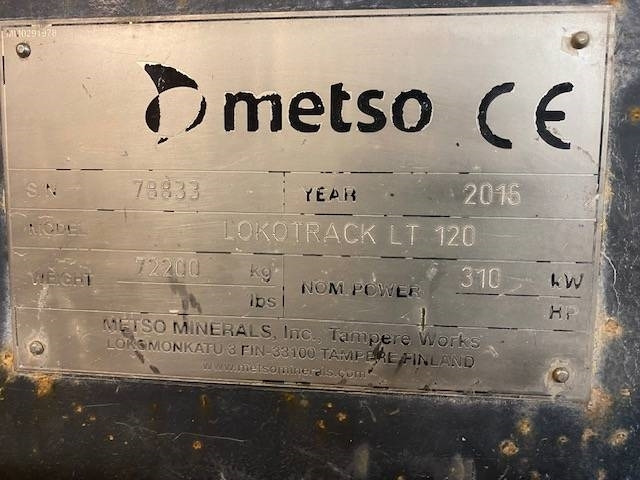 MM0291978
metso CE
S/N 78833 YEAR 2016
MODEL LOKOTRACK LT 120
WEIGHT 72200 kg NOM. POWER 310 kW
lbs HP
METSO MINERALS, Inc., Tampere Works
LOKOMONKATU 3 FIN-33100 TAMPERE FINLAND
www.metsominerals.com